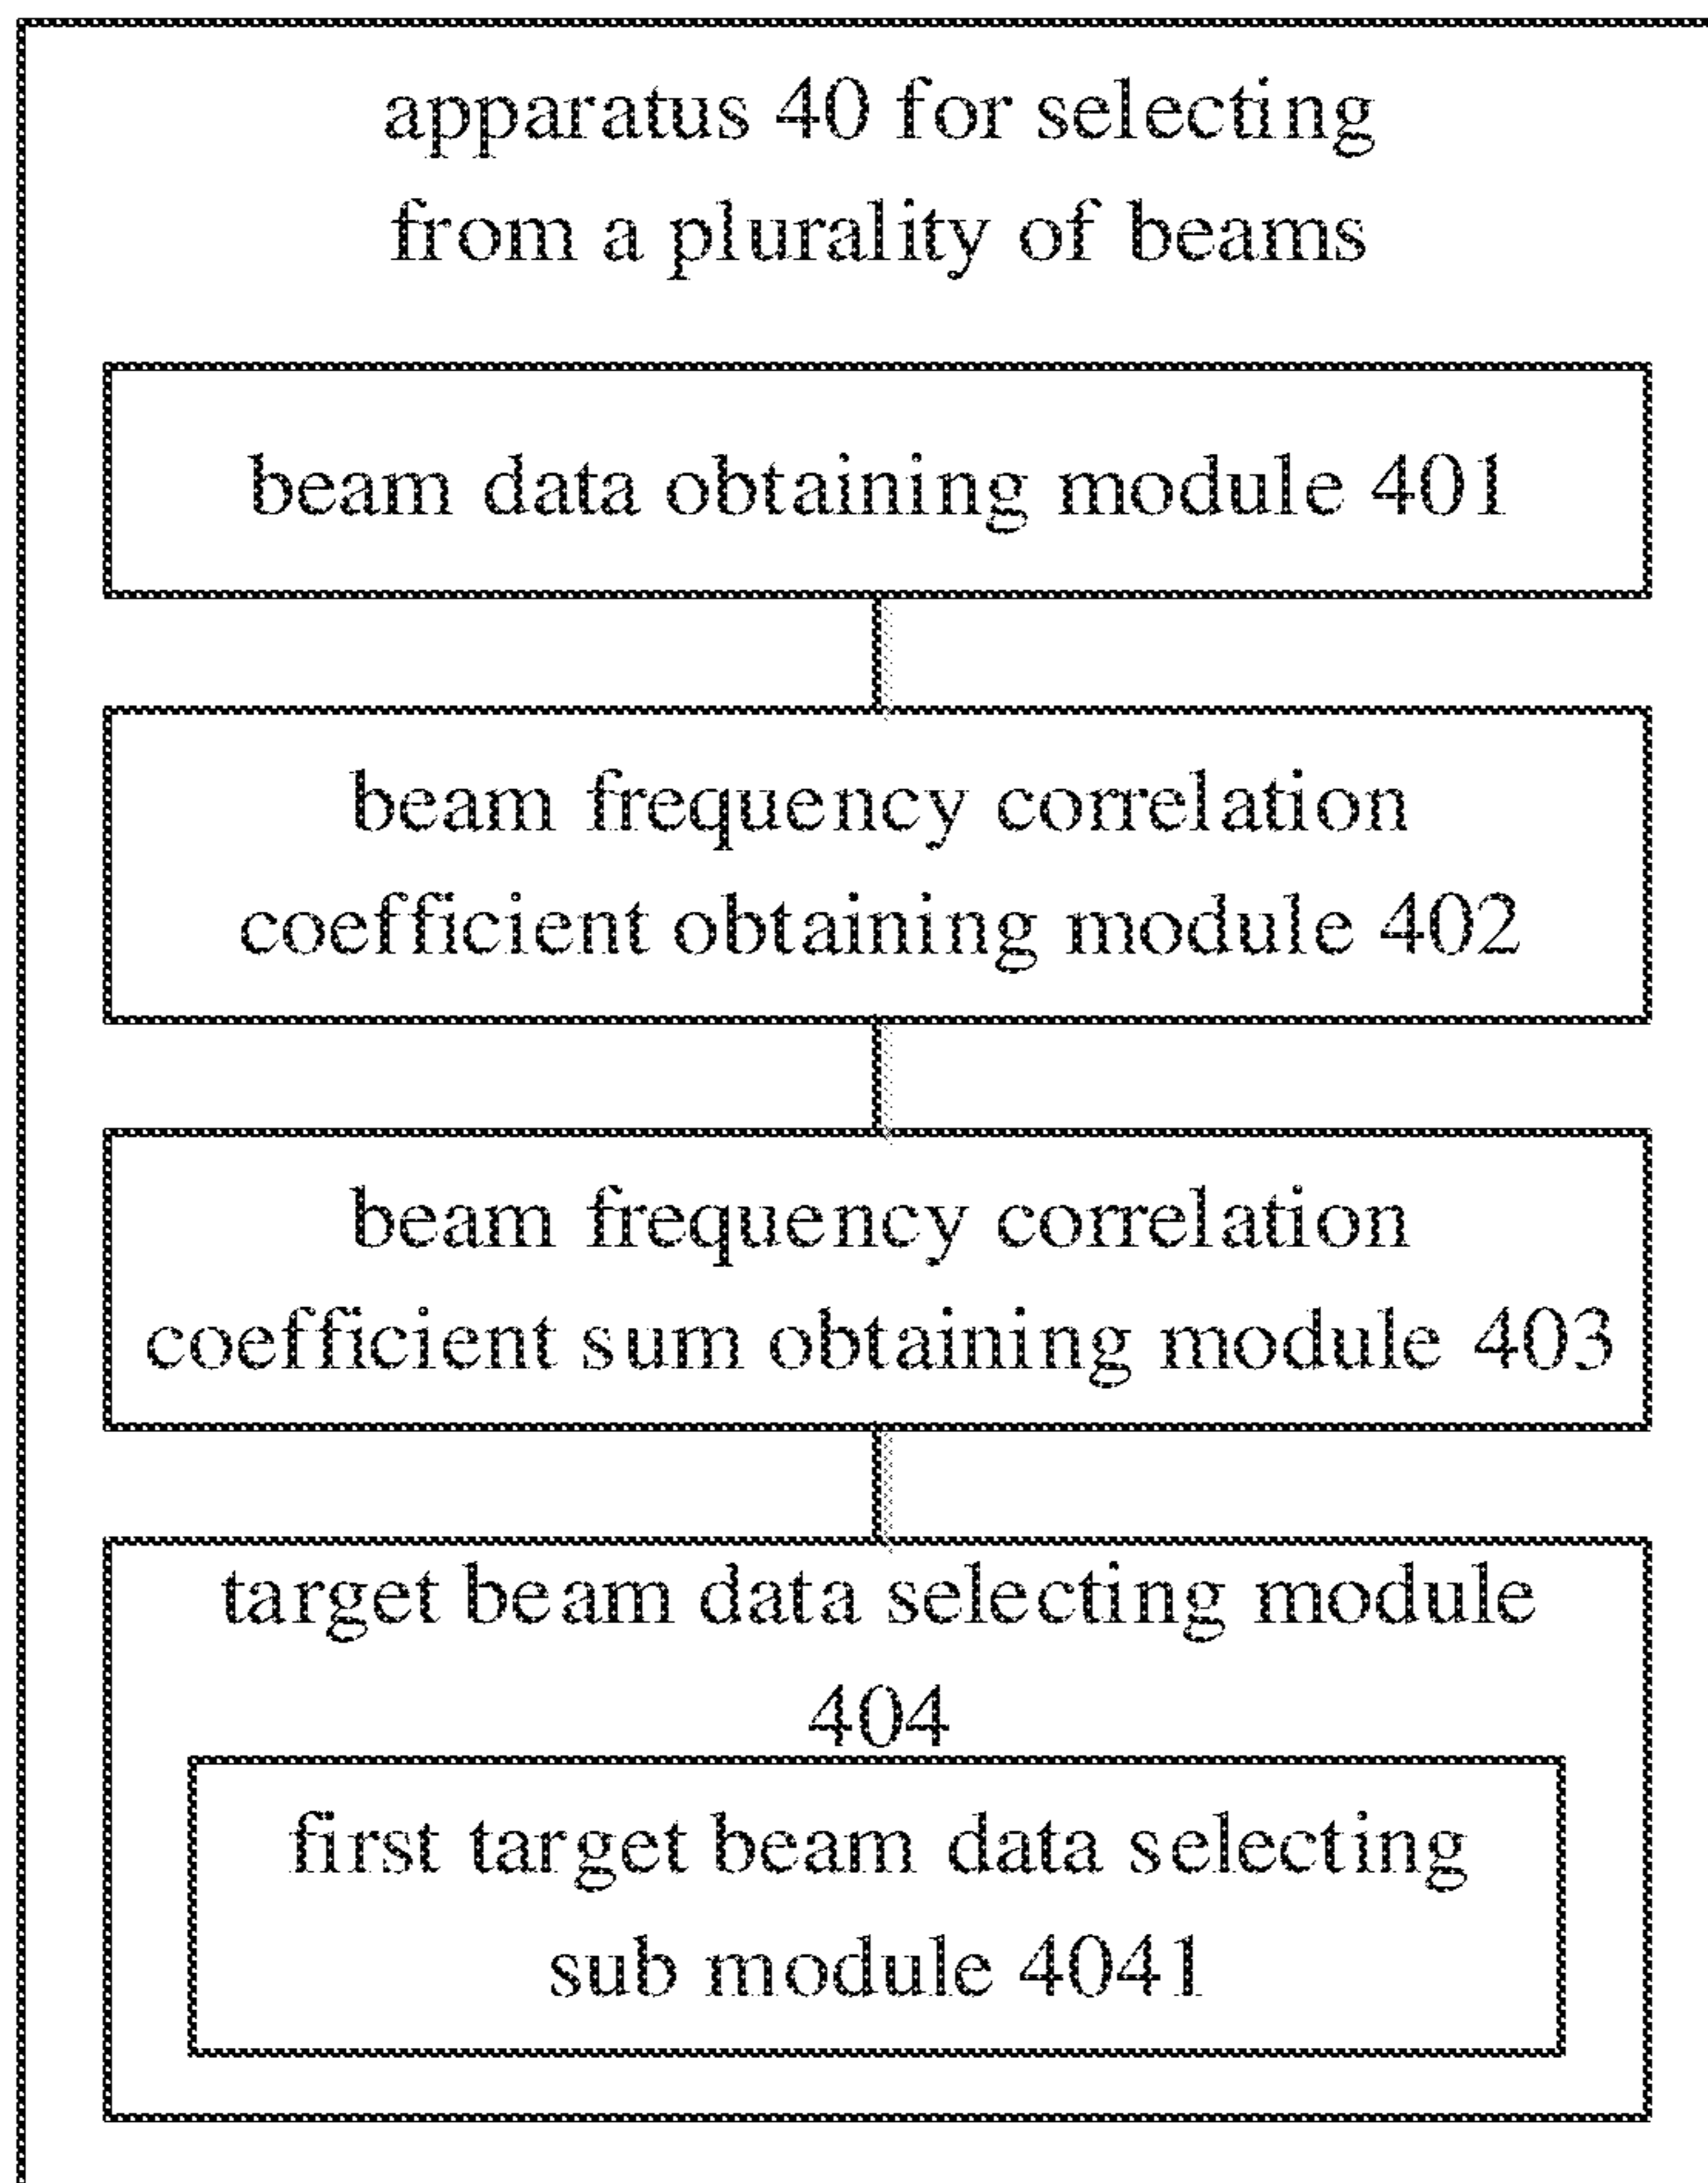 apparatus 40 for selecting
from a plurality of beams
beam data obtaining module 401
beam frequency correlation
coefficient obtaining module 402
beam frequency correlation
coefficient sum obtaining module 403
target beam data selecting module
404
first target beam data selecting
sub module 4041